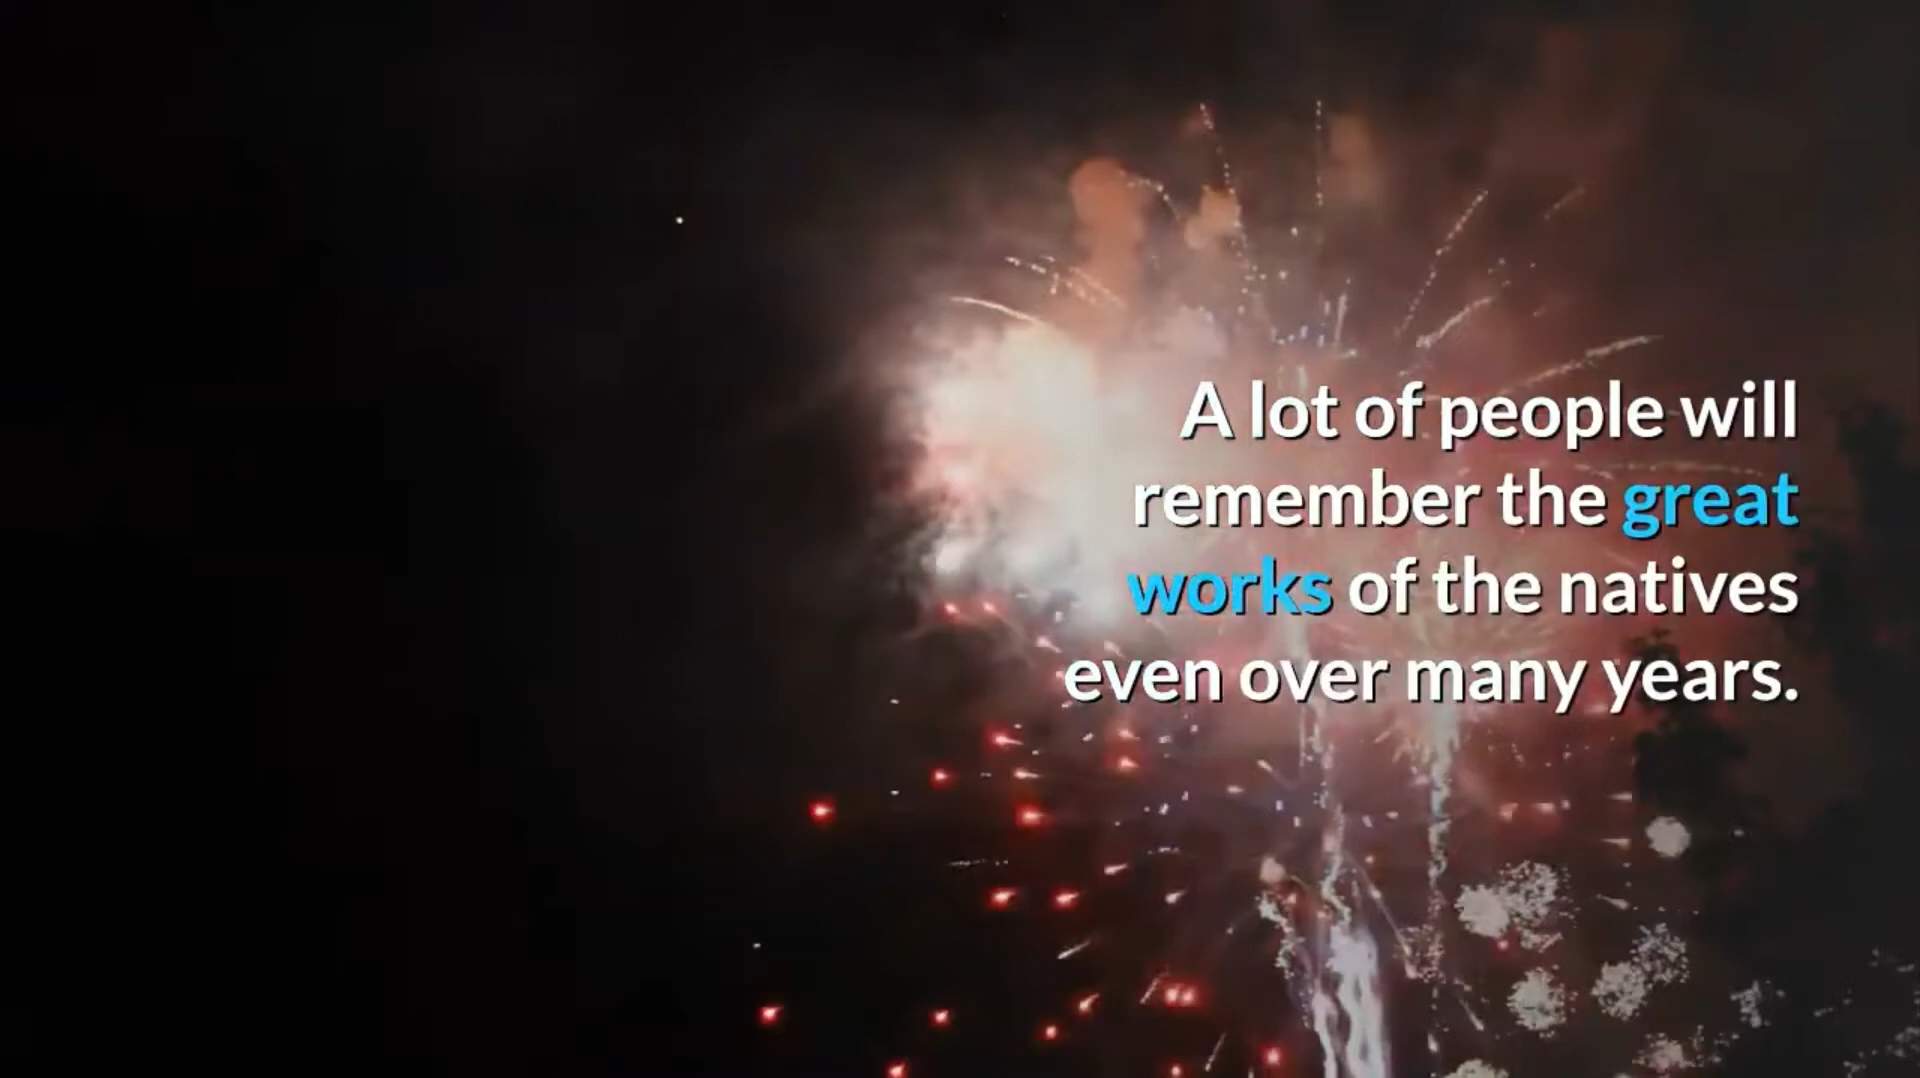 A lot of people will
remember the great
works of the natives
even over many years.